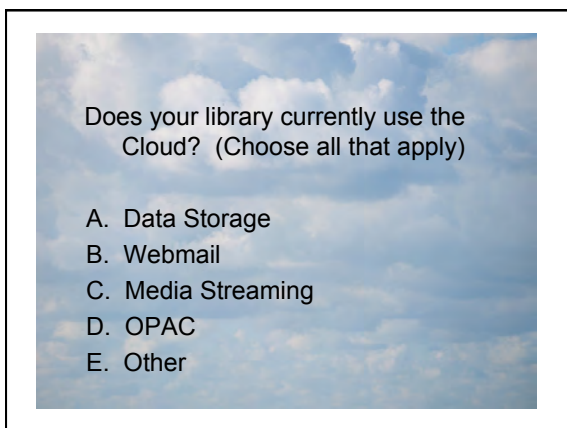 Does your library currently use the
Cloud? (Choose all that apply)
A. Data Storage
B. Webmail
C. Media Streaming
D. OPAC
E. Other